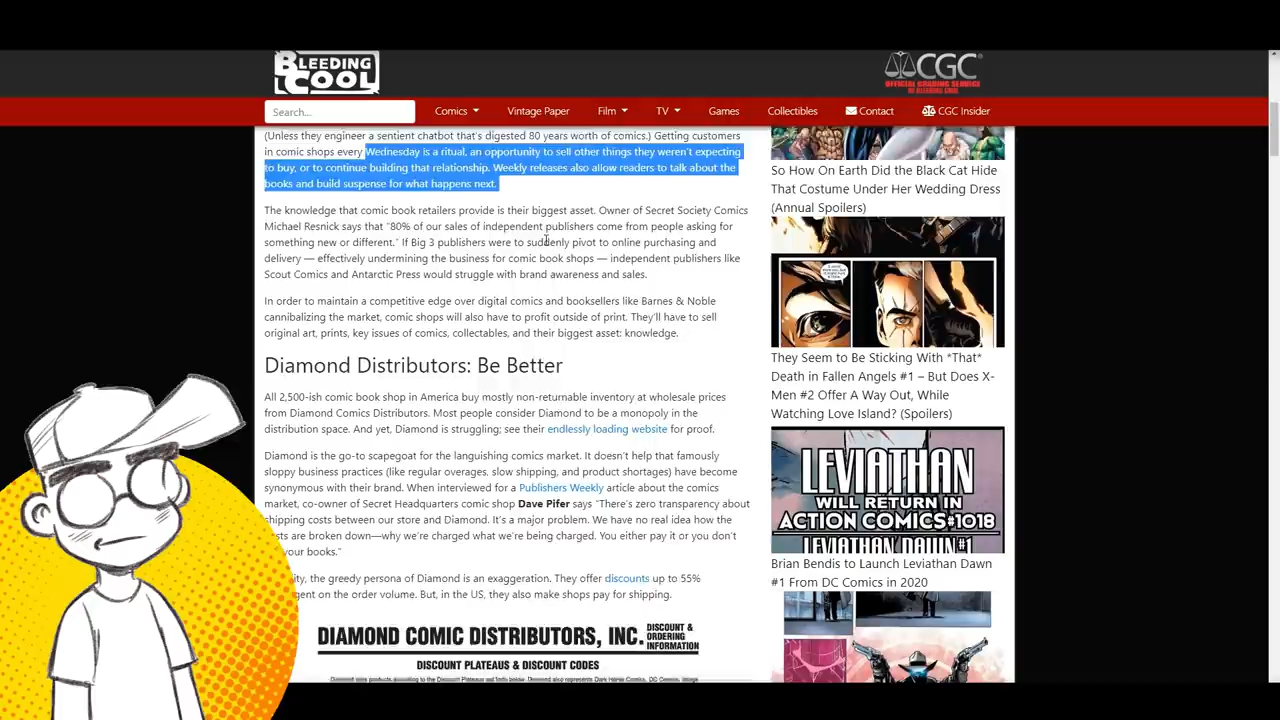 BLEEDING COOL
CGC
Search...
Comics
Vintage Paper
Film
TV
Games
Collectibles
Contact
CGC Insider
(Unless they engineer a sentient chatbot that's digested 80 years worth of comics.) Getting customers
in comic shops every Wednesday is a ritual, an opportunity to sell other things they weren't expecting
to buy, or to continue building that relationship. Weekly releases also allow readers to talk about the
books and build suspense for what happens next.
The knowledge that comic book retailers provide is their biggest asset. Owner of Secret Society Comics
Michael Resnick says that "80% of our sales of independent publishers come from people asking for
something new or different." If Big 3 publishers were to suddenly pivot to online purchasing and
delivery — effectively undermining the business for comic book shops — independent publishers like
Scout Comics and Antarctic Press would struggle with brand awareness and sales.
In order to maintain a competitive edge over digital comics and booksellers like Barnes & Noble
cannibalizing the market, comic shops will also have to profit outside of print. They'll have to sell
original art, prints, key issues of comics, collectables, and their biggest asset: knowledge.
Diamond Distributors: Be Better
All 2,500-ish comic book shop in America buy mostly non-returnable inventory at wholesale prices
from Diamond Comics Distributors. Most people consider Diamond to be a monopoly in the
distribution space. And yet, Diamond is struggling; see their endlessly loading website for proof.
Diamond is the go-to scapegoat for the languishing comics market. It doesn't help that famously
sloppy business practices (like regular overages, slow shipping, and product shortages) have become
synonymous with their brand. When interviewed for a Publishers Weekly article about the comics
market, co-owner of Secret Headquarters comic shop Dave Pifer says "There's zero transparency about
shipping costs between our store and Diamond. It's a major problem. We have no real idea how the
are broken down—why we're charged what we're being charged. You either pay it or you don't
your books."
the greedy persona of Diamond is an exaggeration. They offer discounts up to 55%
on the order volume. But, in the US, they also make shops pay for shipping.
DIAMOND COMIC DISTRIBUTORS, INC. DISCOUNT & ORDERING INFORMATION
DISCOUNT PLATEAUS & DISCOUNT CODES
So How On Earth Did the Black Cat Hide
That Costume Under Her Wedding Dress
(Annual Spoilers)
They Seem to Be Sticking With *That*
Death in Fallen Angels #1 – But Does X-
Men #2 Offer A Way Out, While
Watching Love Island? (Spoilers)
LEVIATHAN
WILL RETURN IN
ACTION COMICS #1018
LEVIATHAN DAWN #1
Brian Bendis to Launch Leviathan Dawn
#1 From DC Comics in 2020